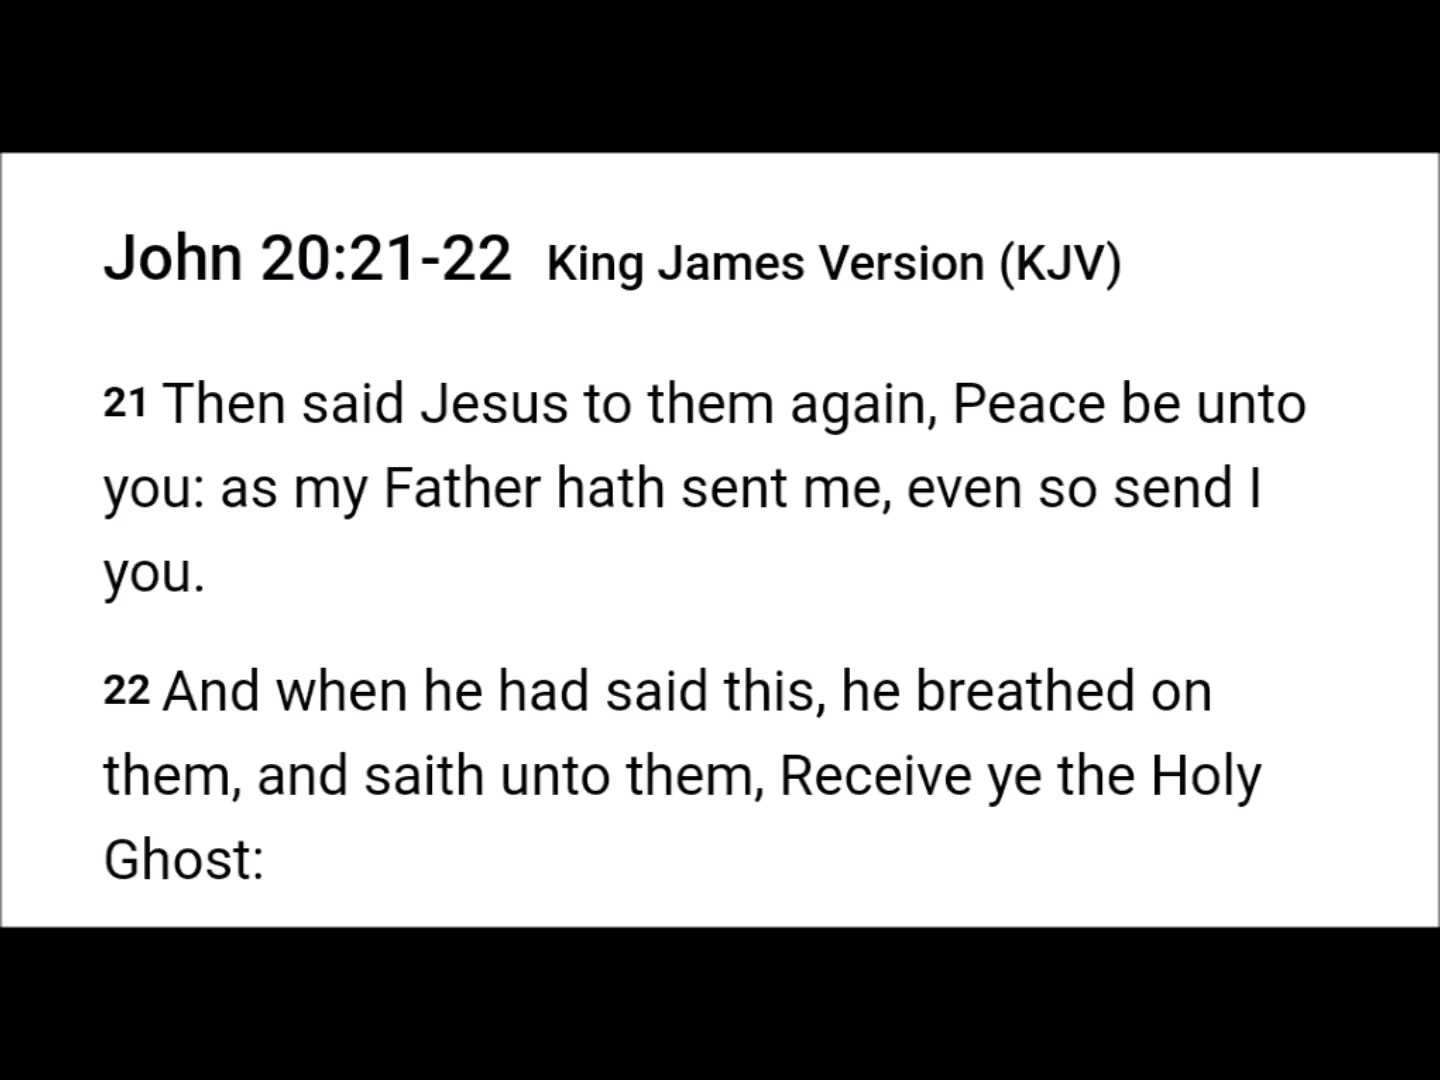 John 20:21-22 King James Version (KJV)
21 Then said Jesus to them again, Peace be unto
you: as my Father hath sent me, even so send I
you.
22 And when he had said this, he breathed on
them, and saith unto them, Receive ye the Holy
Ghost: